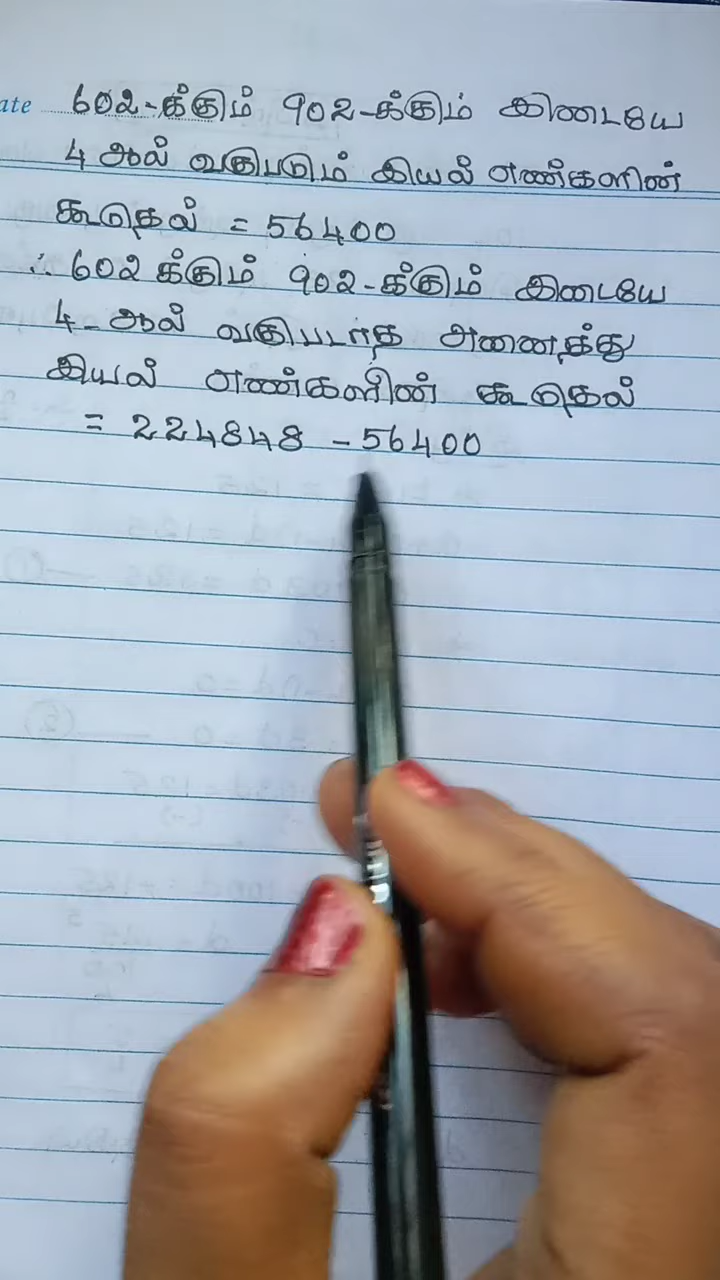 ate 602-க்கும் 902-க்கும் இடையே
4 ஆல் வகுபடும் இயல் எண்களின்
கூடுதல் = 56400
∴ 602 க்கும் 902-க்கும் இடையே
4-ஆல் வகுபடாத அனைத்து
இயல் எண்களின் கூடுதல்
= 224848 - 56400